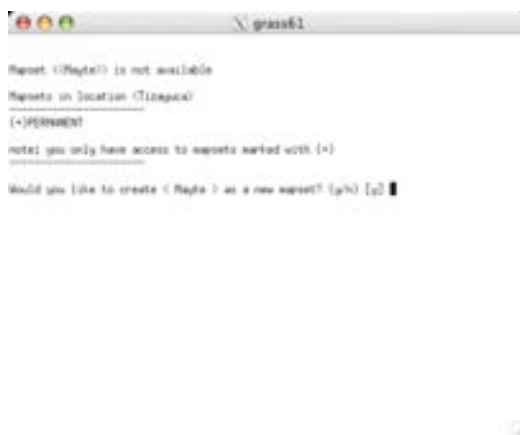 grass61
Mapset <<Mayte>> is not available
Mapsets in location <Tizayuca>
----------------------------
(+)PERMANENT
note: you only have access to mapsets marked with (+)
----------------------------
Would you like to create < Mayte > as a new mapset? (y/n) [y]